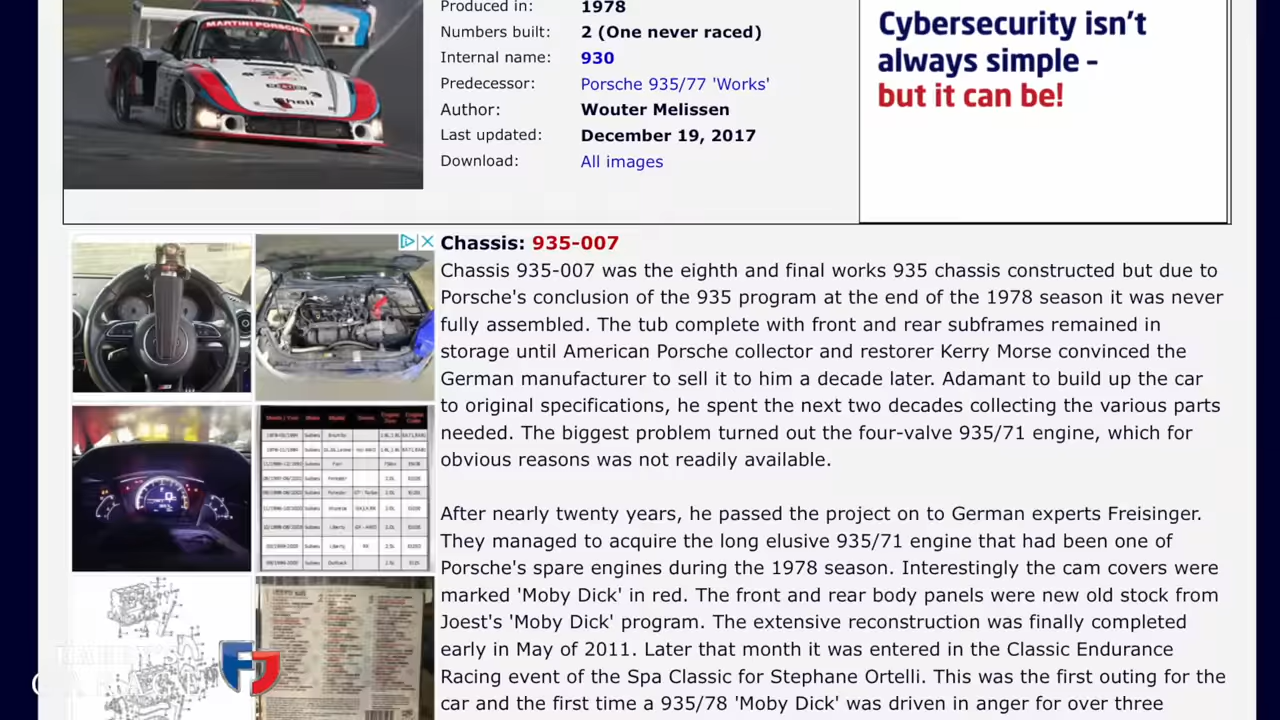 Produced in: 1978
Numbers built: 2 (One never raced)
Internal name: 930
Predecessor: Porsche 935/77 'Works'
Author: Wouter Melissen
Last updated: December 19, 2017
Download: All images
MARTINI PORSCHE
Shell
Cybersecurity isn't
always simple -
but it can be!
Chassis: 935-007
Chassis 935-007 was the eighth and final works 935 chassis constructed but due to
Porsche's conclusion of the 935 program at the end of the 1978 season it was never
fully assembled. The tub complete with front and rear subframes remained in
storage until American Porsche collector and restorer Kerry Morse convinced the
German manufacturer to sell it to him a decade later. Adamant to build up the car
to original specifications, he spent the next two decades collecting the various parts
needed. The biggest problem turned out the four-valve 935/71 engine, which for
obvious reasons was not readily available.
After nearly twenty years, he passed the project on to German experts Freisinger.
They managed to acquire the long elusive 935/71 engine that had been one of
Porsche's spare engines during the 1978 season. Interestingly the cam covers were
marked 'Moby Dick' in red. The front and rear body panels were new old stock from
Joest's 'Moby Dick' program. The extensive reconstruction was finally completed
early in May of 2011. Later that month it was entered in the Classic Endurance
Racing event of the Spa Classic for Stephane Ortelli. This was the first outing for the
car and the first time a 935/78 'Moby Dick' was driven in anger for over three